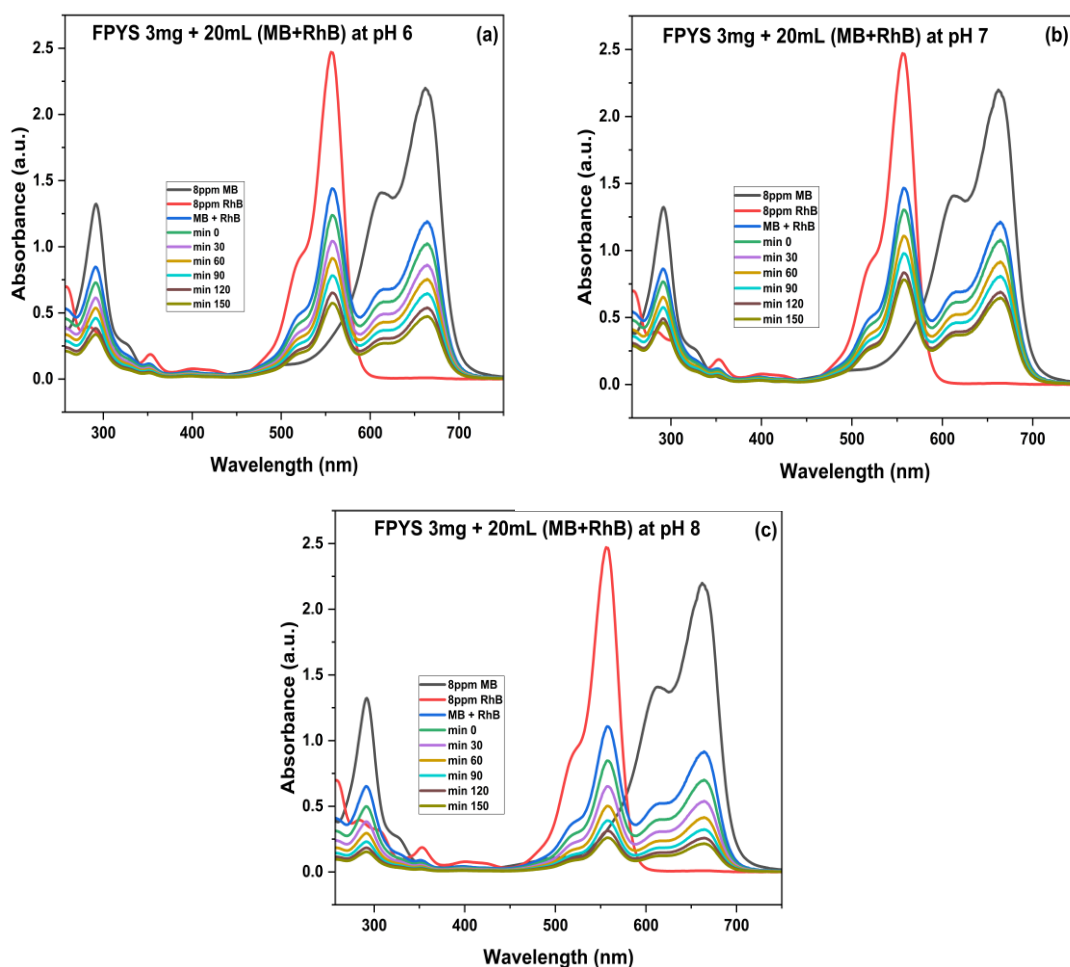 FPYS 3mg + 20mL (MB+RhB) at pH 6
(a)
Absorbance (a.u.)
2.5
2.0
1.5
1.0
0.5
0.0
8ppm MB
8ppm RhB
MB + RhB
min 0
min 30
min 60
min 90
min 120
min 150
300 400 500 600 700
Wavelength (nm)
FPYS 3mg + 20mL (MB+RhB) at pH 7
(b)
Absorbance (a.u.)
2.5
2.0
1.5
1.0
0.5
0.0
8ppm MB
8ppm RhB
MB + RhB
min 0
min 60
min 90
min 120
min 150
300 400 500 600 700
Wavelength (nm)
FPYS 3mg + 20mL (MB+RhB) at pH 8
(c)
Absorbance (a.u.)
2.5
2.0
1.5
1.0
0.5
0.0
8ppm MB
8ppm RhB
MB + RhB
min 0
min 30
min 60
min 90
min 120
min 150
300 400 500 600 700
Wavelength (nm)